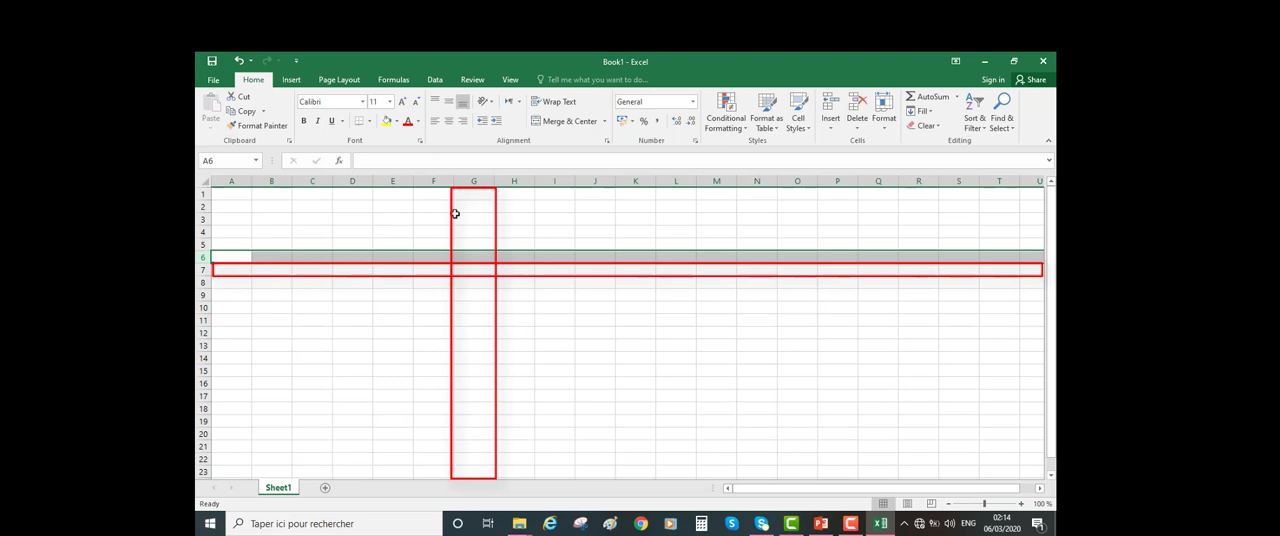 Book1 - Excel
File Home Insert Page Layout Formulas Data Review View Tell me what you want to do... Sign in Share
Paste
Cut
Copy
Format Painter
Clipboard
Calibri 11
B I U
Font
Wrap Text
Merge & Center
Alignment
General
%
Number
Conditional Formatting
Format as Table
Cell Styles
Styles
Insert Delete Format
Cells
AutoSum
Fill
Clear
Sort & Filter
Find & Select
Editing
A6 fx
A B C D E F G H I J K L M N O P Q R S T U
1
2
3
4
5
6
7
8
9
10
11
12
13
14
15
16
17
18
19
20
21
22
23
Sheet1
Ready 100 %
Taper ici pour rechercher
ENG
02:14
06/03/2020